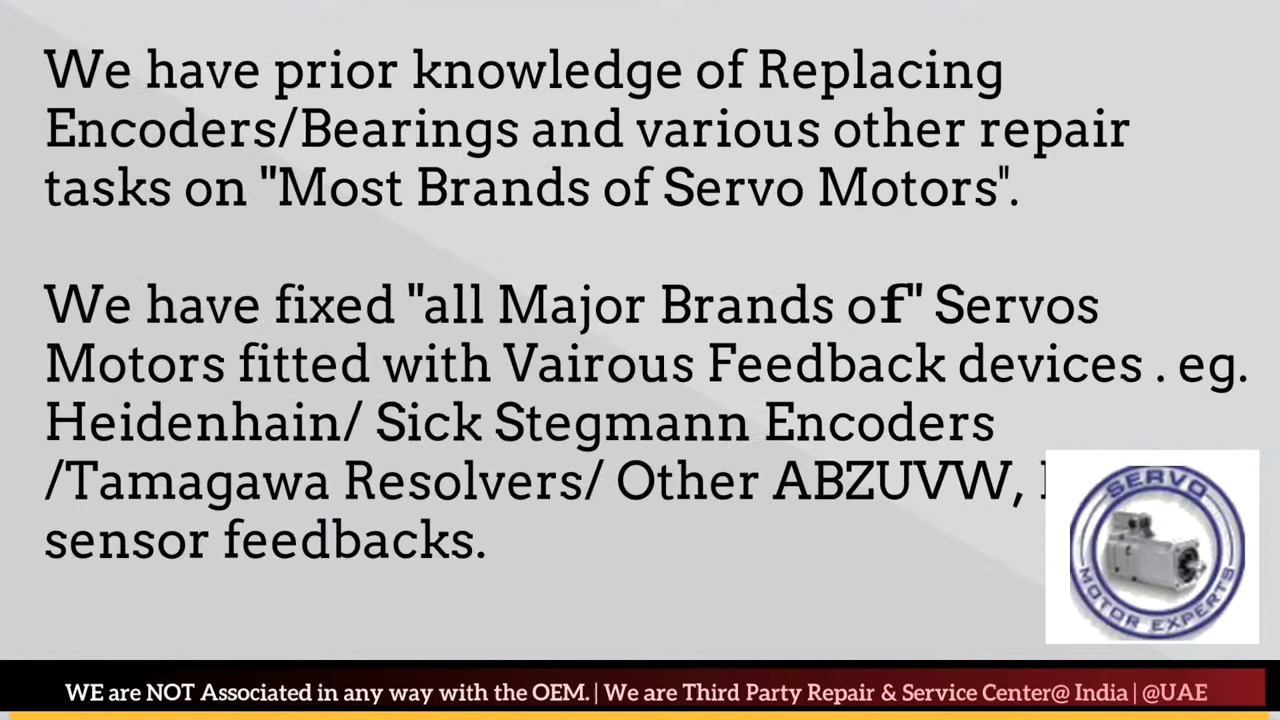 We have prior knowledge of Replacing
Encoders/Bearings and various other repair
tasks on "Most Brands of Servo Motors".
We have fixed "all Major Brands of" Servos
Motors fitted with Vairous Feedback devices . eg.
Heidenhain/ Sick Stegmann Encoders
/Tamagawa Resolvers/ Other ABZUVW,
sensor feedbacks.
SERVO
MOTOR EXPERTS
WE are NOT Associated in any way with the OEM. | We are Third Party Repair & Service Center@ India | @UAE